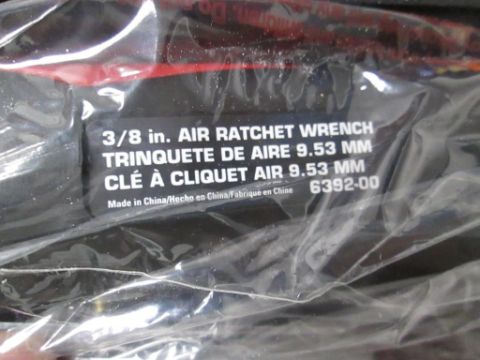 3/8 in. AIR RATCHET WRENCH
TRINQUETE DE AIRE 9.53 MM
CLÉ À CLIQUET AIR 9.53 MM
6392-00
Made in China/Hecho en China/Fabrique en Chine